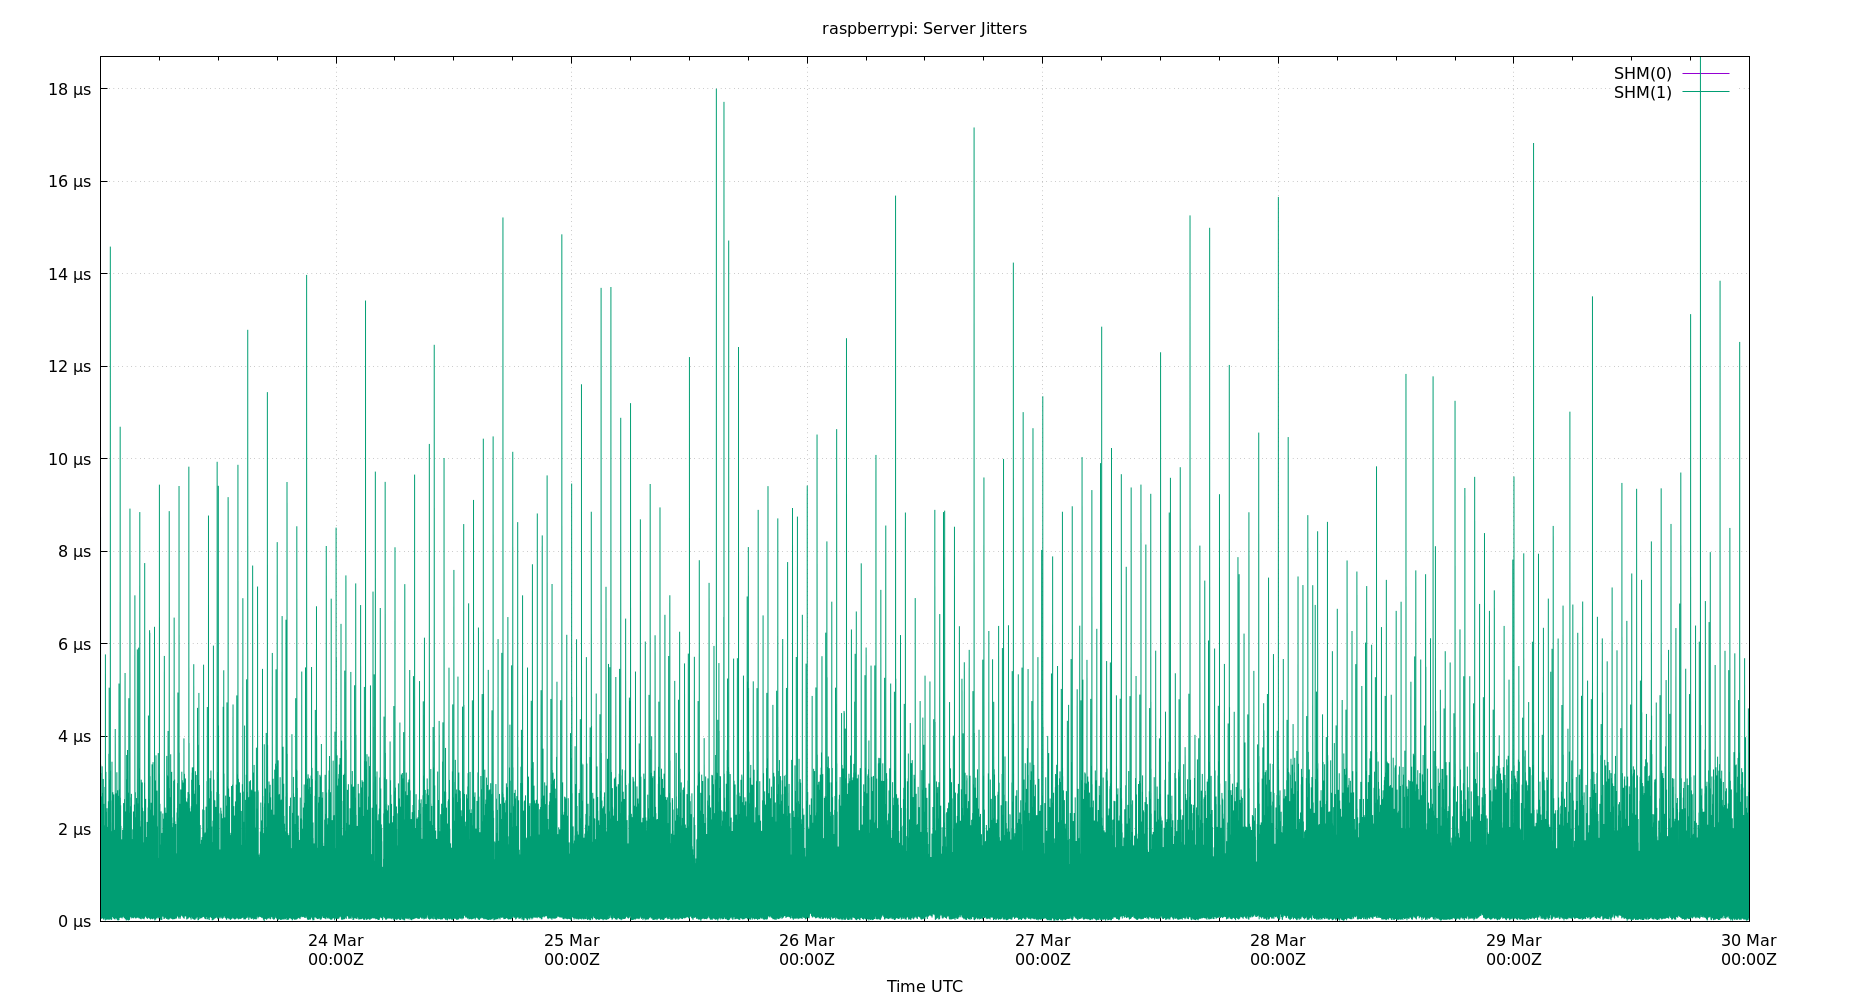 raspberrypi: Server Jitters
SHM(0)
SHM(1)
18 µs
16 µs
14 µs
12 µs
10 µs
8 µs
6 µs
4 µs
2 µs
0 µs
24 Mar
00:00Z
25 Mar
00:00Z
26 Mar
00:00Z
27 Mar
00:00Z
28 Mar
00:00Z
29 Mar
00:00Z
30 Mar
00:00Z
Time UTC